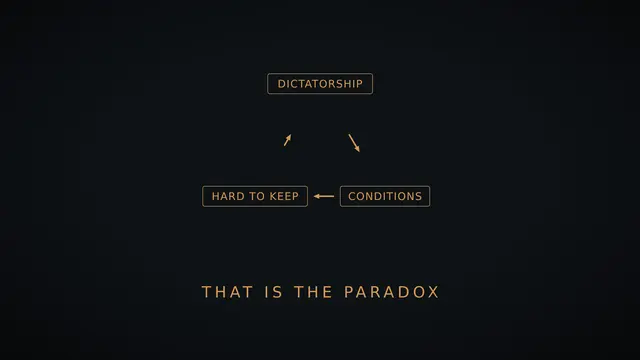 DICTATORSHIP
HARD TO KEEP
CONDITIONS
THAT IS THE PARADOX